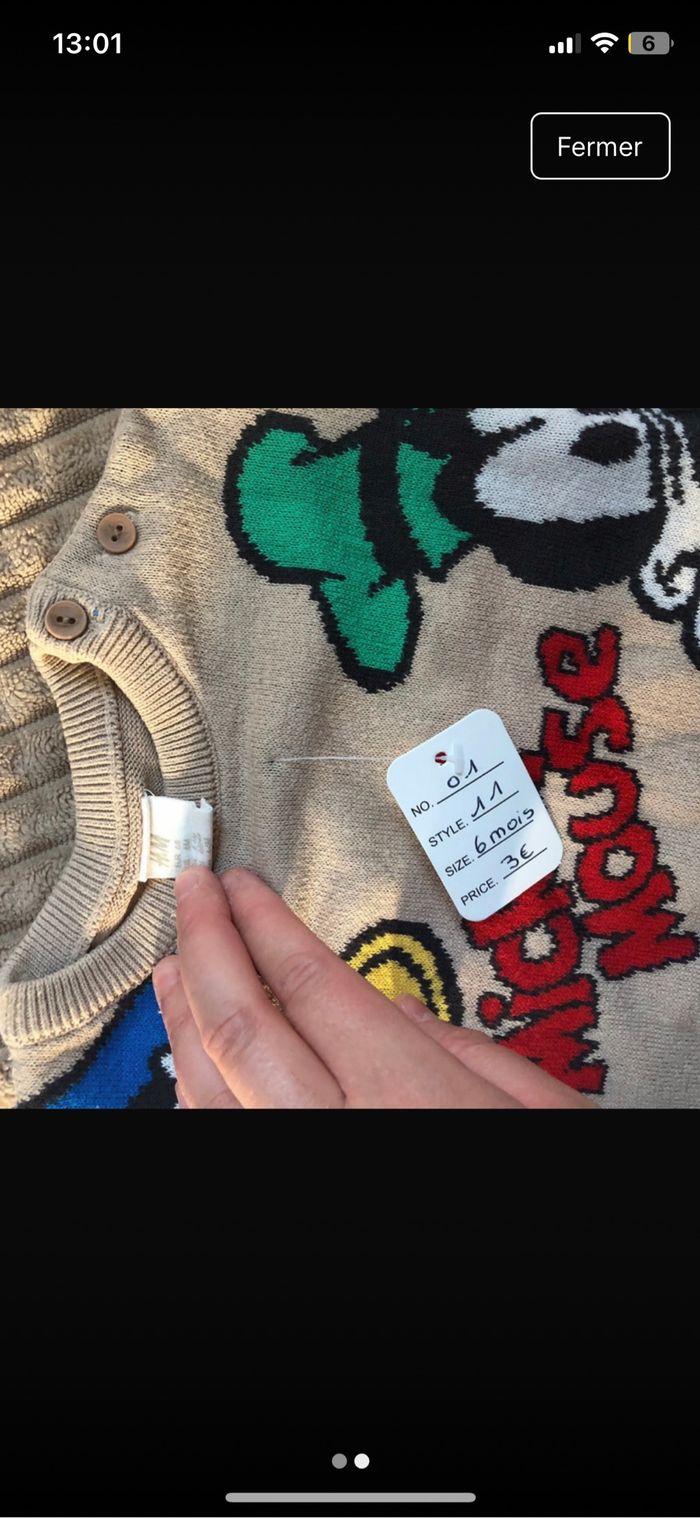 13:01
6
Fermer
NO. 01
STYLE. 11
SIZE. 6 mois
PRICE. 3€
Mickey
Mouse